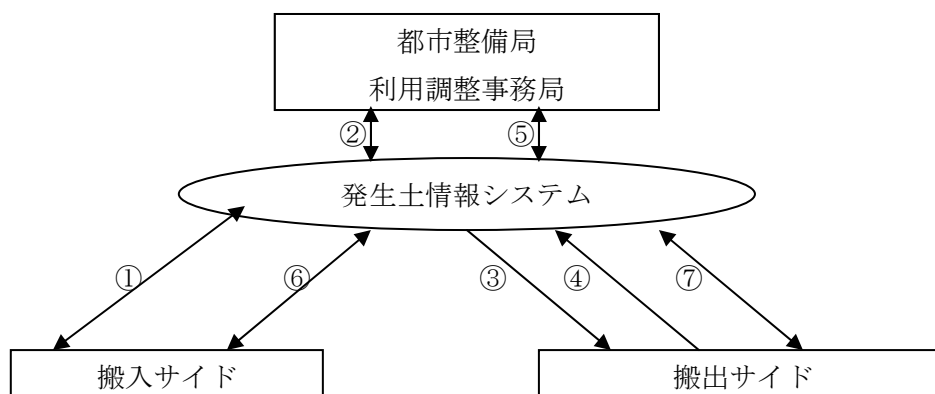 都市整備局
利用調整事務局
② ⑤
発生土情報システム
① ⑥ ③ ④ ⑦
搬入サイド 搬出サイド